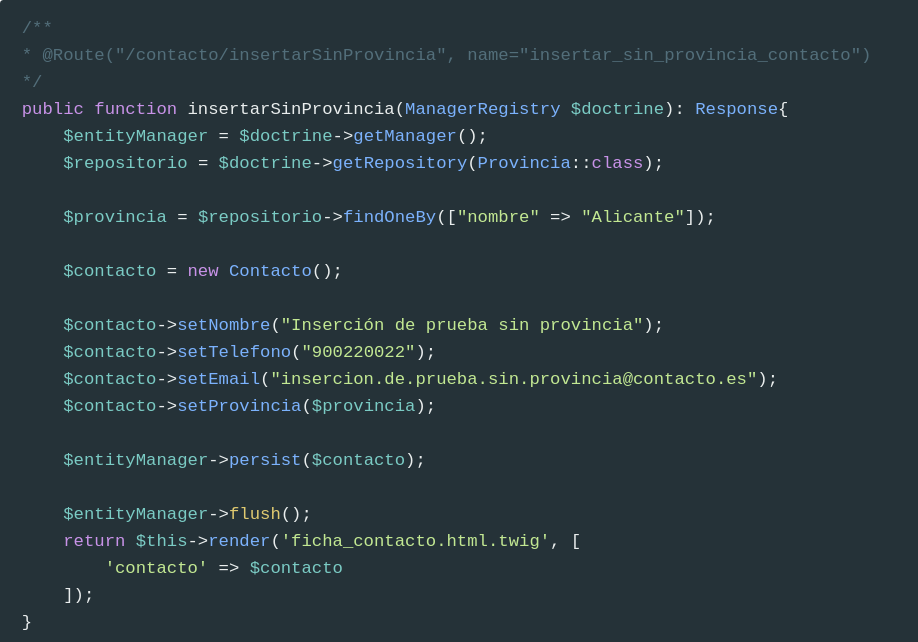 /**
* @Route("/contacto/insertarSinProvincia", name="insertar_sin_provincia_contacto")
*/
public function insertarSinProvincia(ManagerRegistry $doctrine): Response{
    $entityManager = $doctrine->getManager();
    $repositorio = $doctrine->getRepository(Provincia::class);

    $provincia = $repositorio->findOneBy(["nombre" => "Alicante"]);

    $contacto = new Contacto();

    $contacto->setNombre("Inserción de prueba sin provincia");
    $contacto->setTelefono("900220022");
    $contacto->setEmail("insercion.de.prueba.sin.provincia@contacto.es");
    $contacto->setProvincia($provincia);

    $entityManager->persist($contacto);

    $entityManager->flush();
    return $this->render('ficha_contacto.html.twig', [
        'contacto' => $contacto
    ]);
}